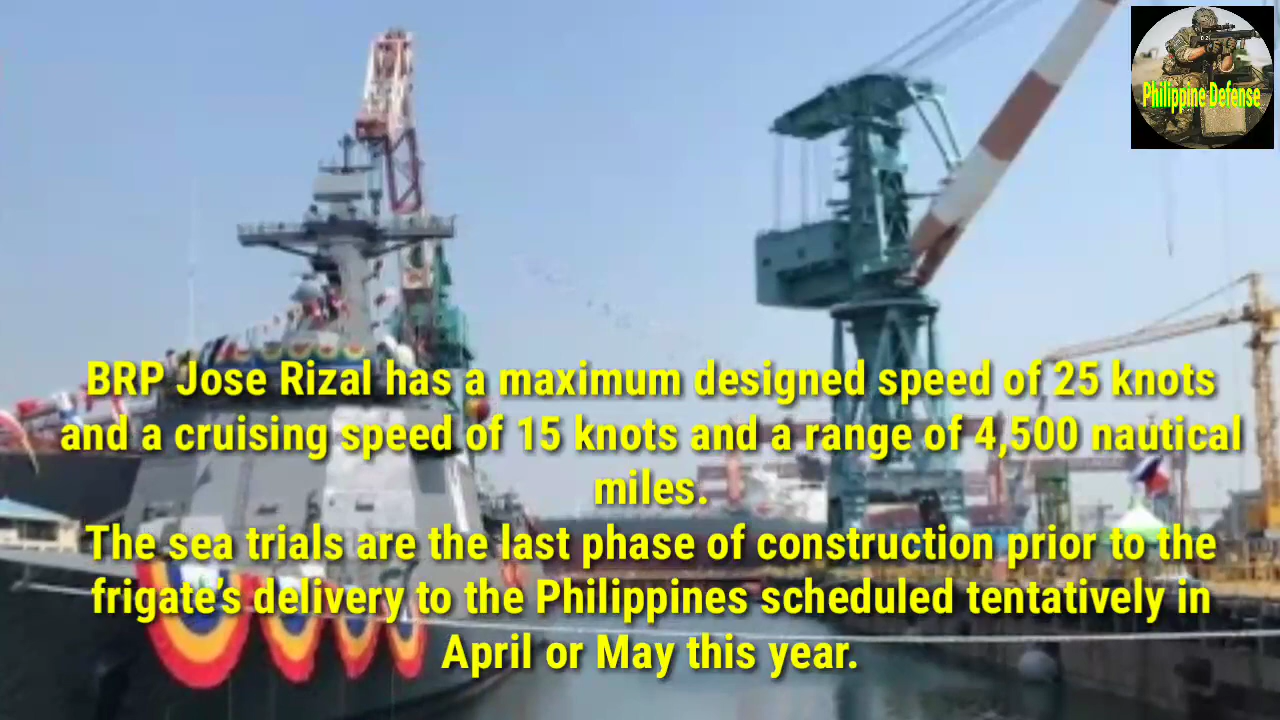 Philippine Defense
BRP Jose Rizal has a maximum designed speed of 25 knots
and a cruising speed of 15 knots and a range of 4,500 nautical
miles.
The sea trials are the last phase of construction prior to the
frigate's delivery to the Philippines scheduled tentatively in
April or May this year.